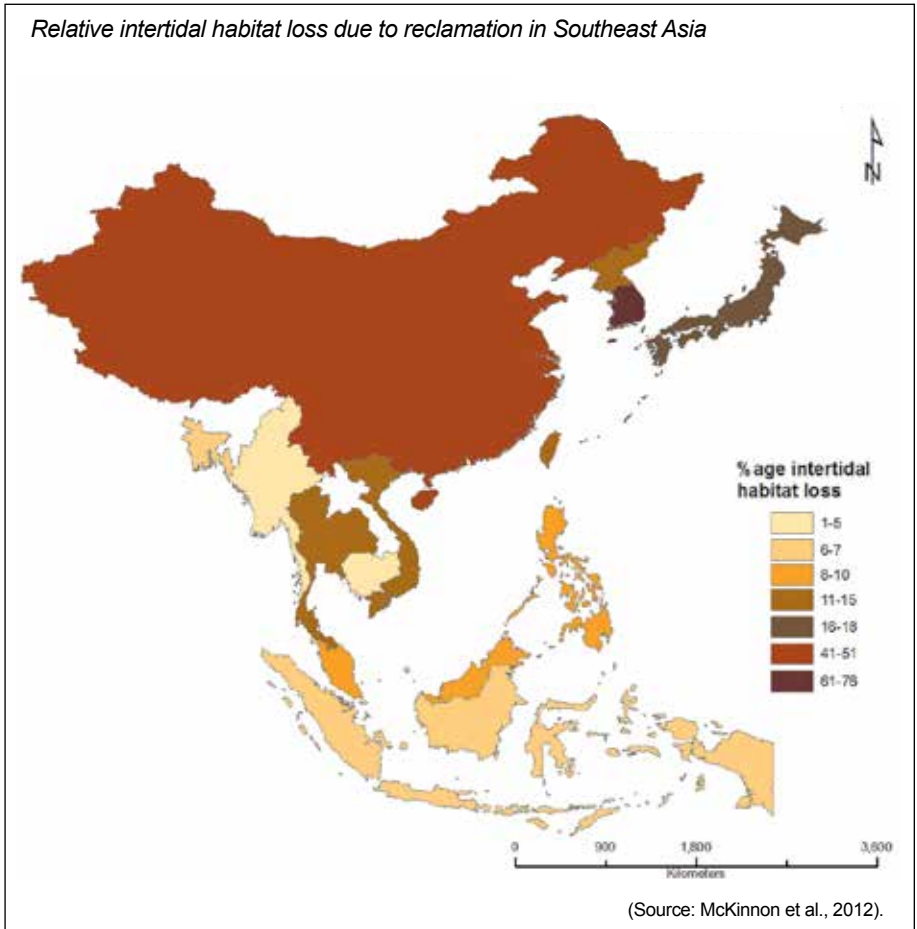 Relative intertidal habitat loss due to reclamation in Southeast Asia
N
%age intertidal
habitat loss
1-5
6-7
8-10
11-15
16-18
41-51
61-76
0 900 1,800 3,600
Kilometers
(Source: McKinnon et al., 2012).